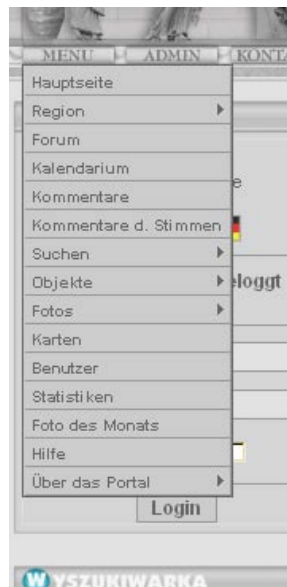 MENU ADMIN
Hauptseite
Region
Forum
Kalendarium
Kommentare
Kommentare d. Stimmen
Suchen
Objekte
eloggt
Fotos
Karten
Benutzer
Statistiken
Foto des Monats
Hilfe
Über das Portal
Login
WYSZUKIWARKA